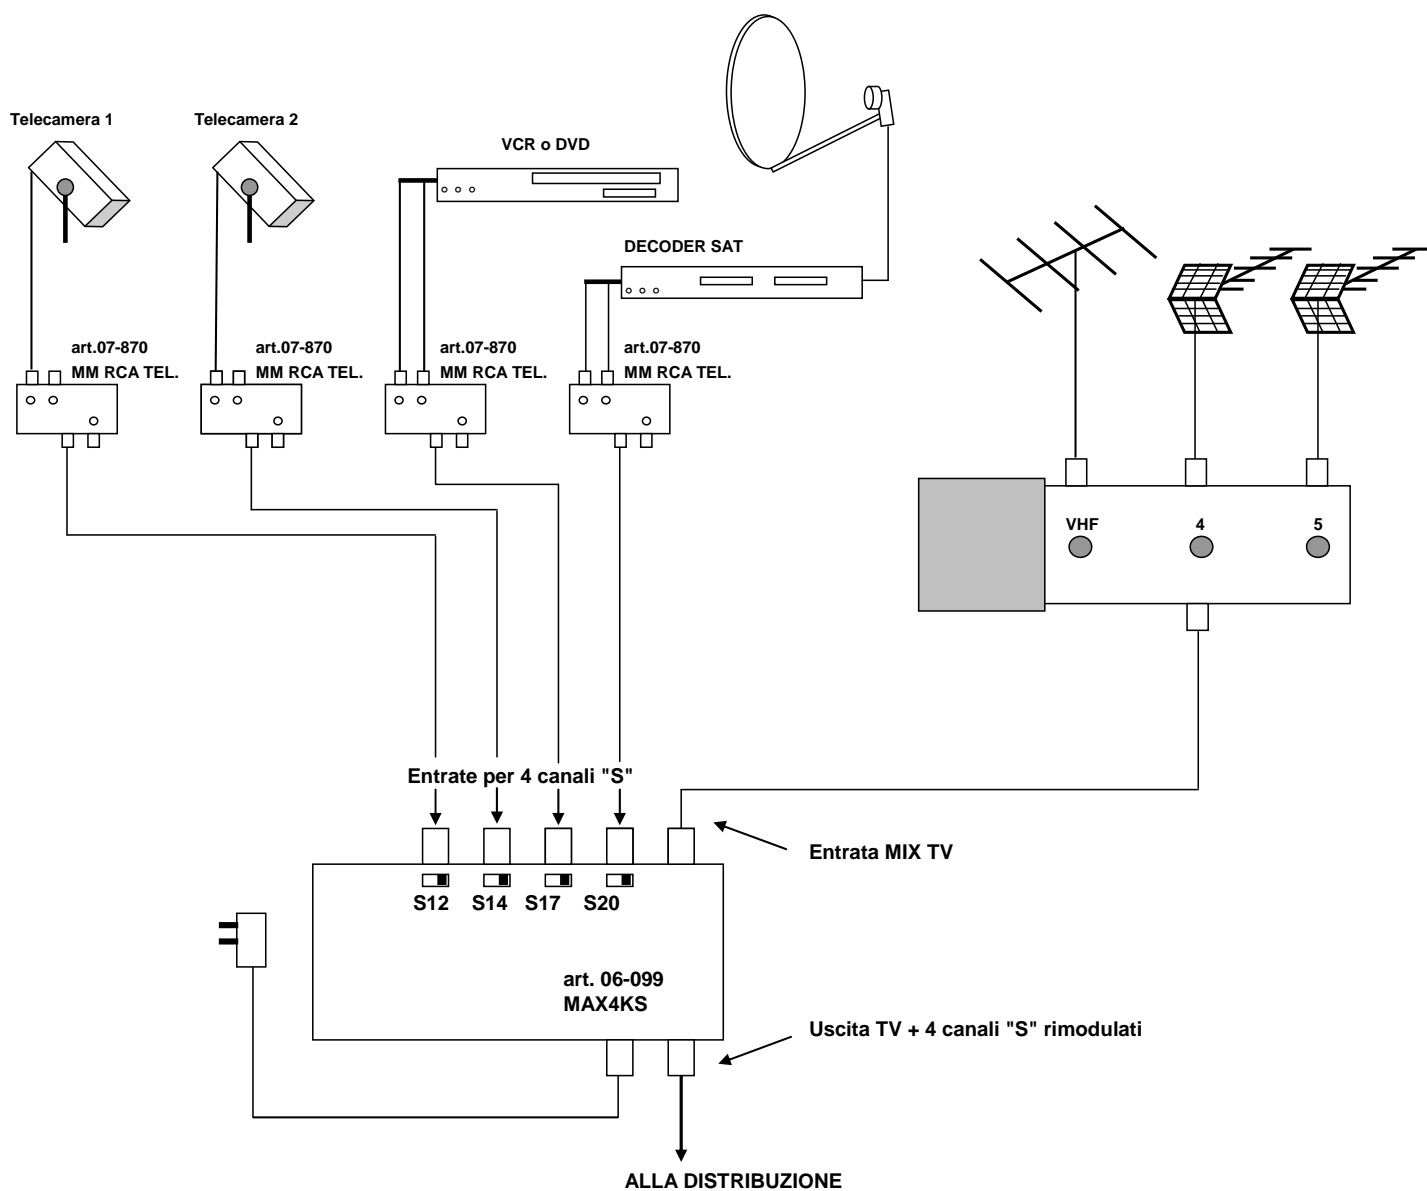 Telecamera 1
Telecamera 2
VCR o DVD
DECODER SAT
art.07-870
MM RCA TEL.
art.07-870
MM RCA TEL.
art.07-870
MM RCA TEL.
art.07-870
MM RCA TEL.
VHF
4
5
Entrate per 4 canali "S"
Entrata MIX TV
S12
S14
S17
S20
art. 06-099
MAX4KS
Uscita TV + 4 canali "S" rimodulati
ALLA DISTRIBUZIONE